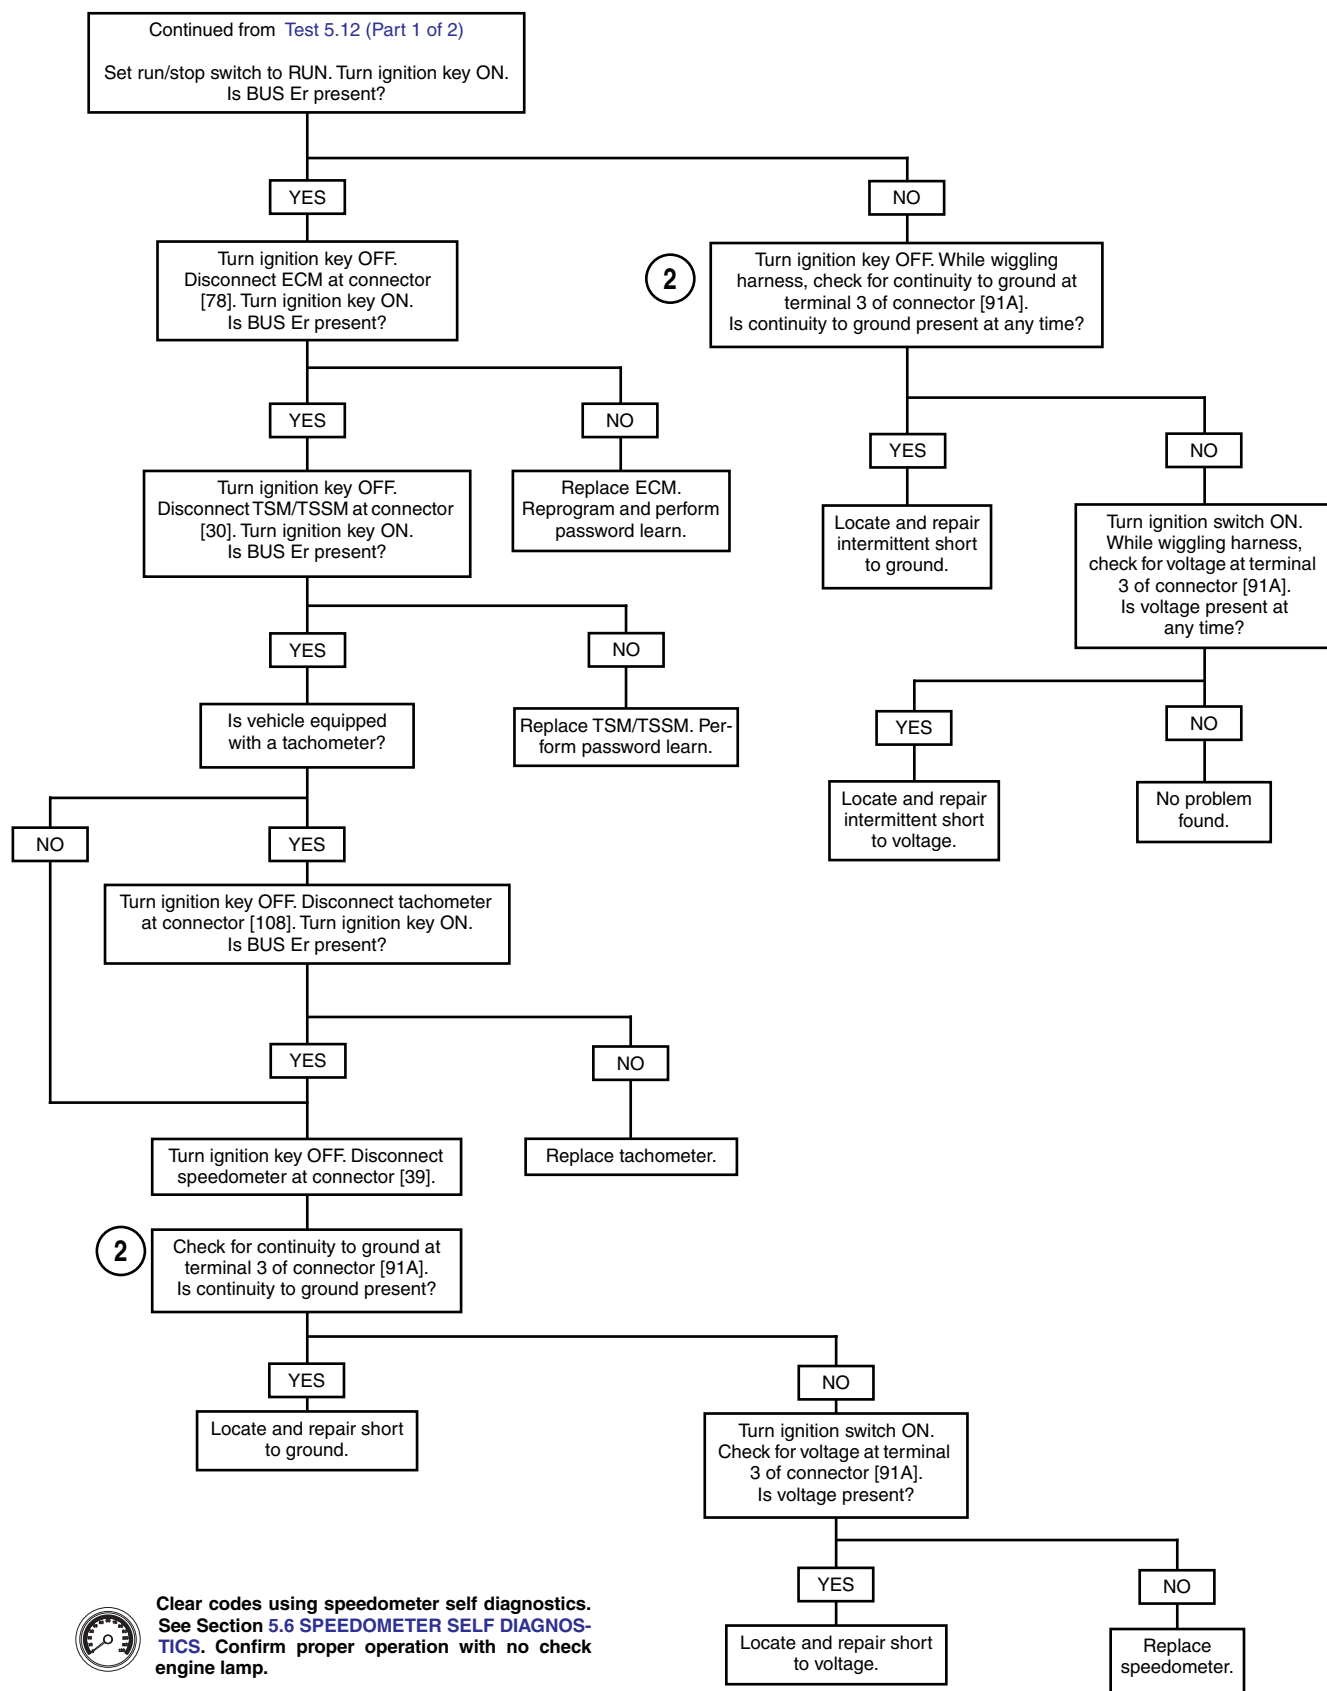 Continued from Test 5.12 (Part 1 of 2)
Set run/stop switch to RUN. Turn ignition key ON.
Is BUS Er present?
YES
NO
Turn ignition key OFF.
Disconnect ECM at connector
[78]. Turn ignition key ON.
Is BUS Er present?
2
Turn ignition key OFF. While wiggling
harness, check for continuity to ground at
terminal 3 of connector [91A].
Is continuity to ground present at any time?
YES
NO
YES
NO
Turn ignition key OFF.
Disconnect TSM/TSSM at connector
[30]. Turn ignition key ON.
Is BUS Er present?
Replace ECM.
Reprogram and perform
password learn.
Locate and repair
intermittent short
to ground.
Turn ignition switch ON.
While wiggling harness,
check for voltage at terminal
3 of connector [91A].
Is voltage present at
any time?
YES
NO
Is vehicle equipped
with a tachometer?
Replace TSM/TSSM. Per-
form password learn.
YES
NO
Locate and repair
intermittent short
to voltage.
No problem
found.
NO
YES
Turn ignition key OFF. Disconnect tachometer
at connector [108]. Turn ignition key ON.
Is BUS Er present?
YES
NO
Turn ignition key OFF. Disconnect
speedometer at connector [39].
Replace tachometer.
2
Check for continuity to ground at
terminal 3 of connector [91A].
Is continuity to ground present?
YES
NO
Locate and repair short
to ground.
Turn ignition switch ON.
Check for voltage at terminal
3 of connector [91A].
Is voltage present?
YES
NO
Locate and repair short
to voltage.
Replace
speedometer.
Clear codes using speedometer self diagnostics.
See Section 5.6 SPEEDOMETER SELF DIAGNOS-
TICS. Confirm proper operation with no check
engine lamp.